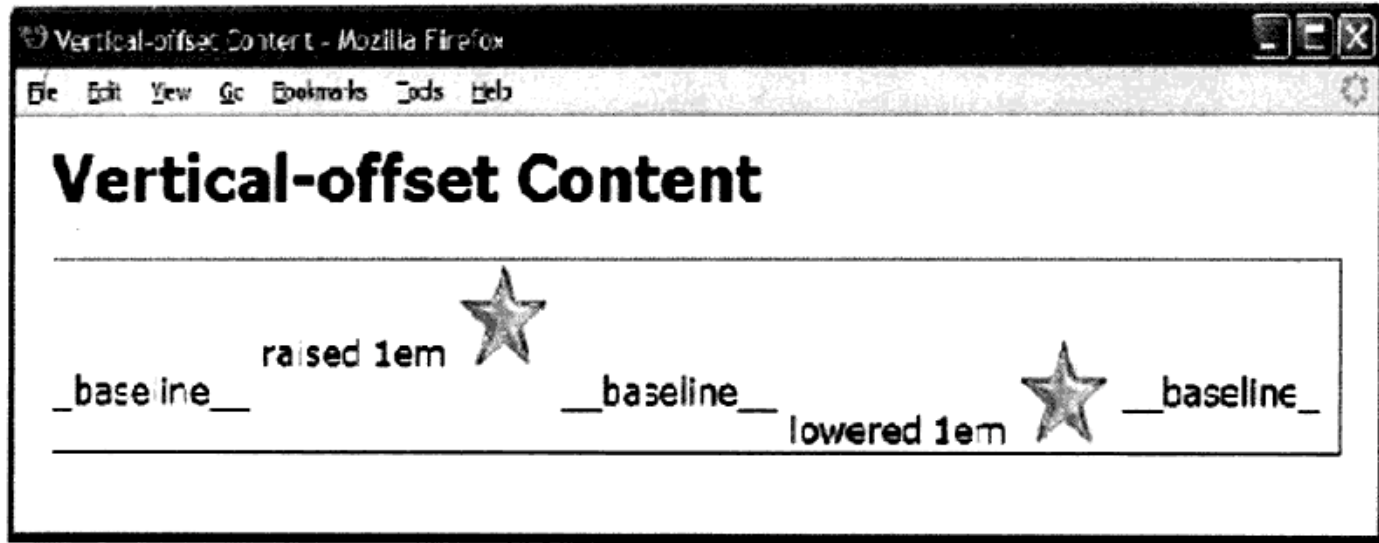 Vertical-offset Content - Mozilla Firefox
File Edit View Go Bookmarks Tools Help
Vertical-offset Content
_baseline__ raised 1em __baseline__ lowered 1em __baseline_